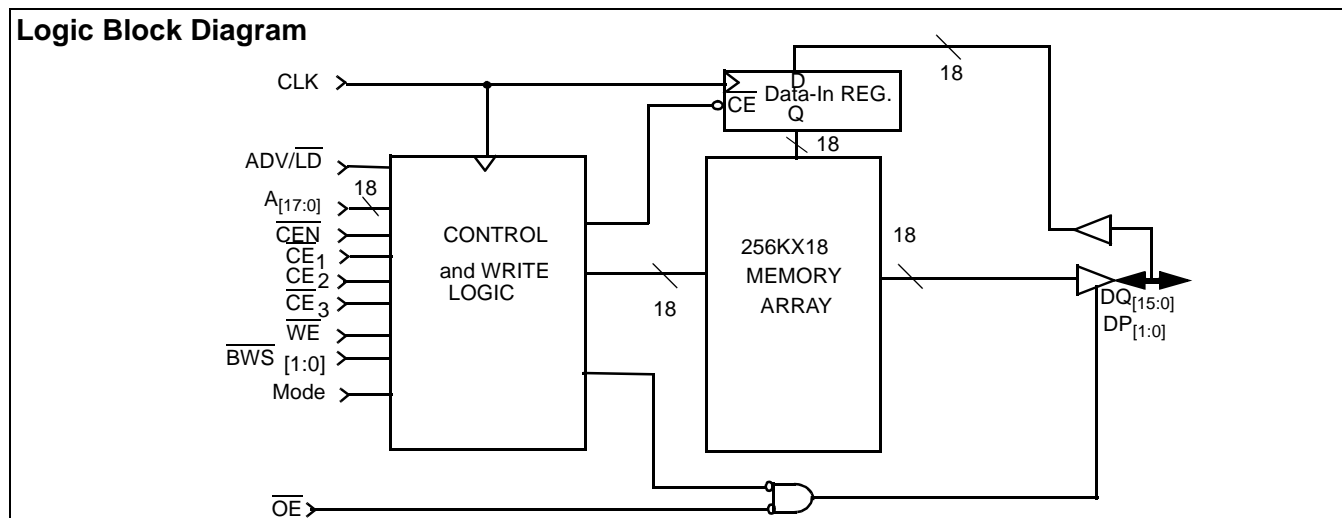 Logic Block Diagram
CLK
ADV/LD
A[17:0]
18
CEN
CE1
CE2
CE3
WE
BWS [1:0]
Mode
OE
CONTROL
and WRITE
LOGIC
D
CE Data-In REG.
Q
18
18
18
256KX18
MEMORY
ARRAY
18
DQ[15:0]
DP[1:0]